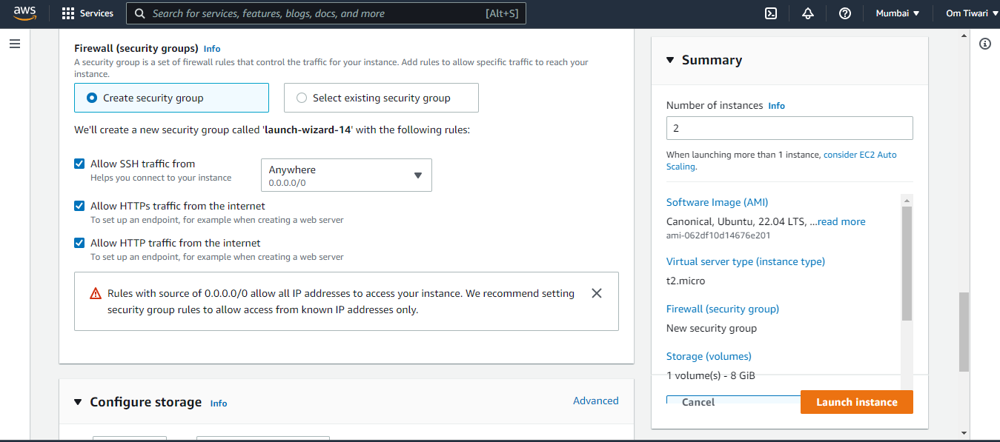 aws
Services
Search for services, features, blogs, docs, and more
[Alt+S]
Mumbai
Om Tiwari
Firewall (security groups) Info
A security group is a set of firewall rules that control the traffic for your instance. Add rules to allow specific traffic to reach your
instance.
Create security group
Select existing security group
We'll create a new security group called 'launch-wizard-14' with the following rules:
Allow SSH traffic from
Helps you connect to your instance
Anywhere
0.0.0.0/0
Allow HTTPs traffic from the internet
To set up an endpoint, for example when creating a web server
Allow HTTP traffic from the internet
To set up an endpoint, for example when creating a web server
Rules with source of 0.0.0.0/0 allow all IP addresses to access your instance. We recommend setting
security group rules to allow access from known IP addresses only.
Configure storage Info
Advanced
Summary
Number of instances Info
2
When launching more than 1 instance, consider EC2 Auto
Scaling.
Software Image (AMI)
Canonical, Ubuntu, 22.04 LTS, ...read more
ami-062df10d14676e201
Virtual server type (instance type)
t2.micro
Firewall (security group)
New security group
Storage (volumes)
1 volume(s) - 8 GiB
Cancel
Launch instance